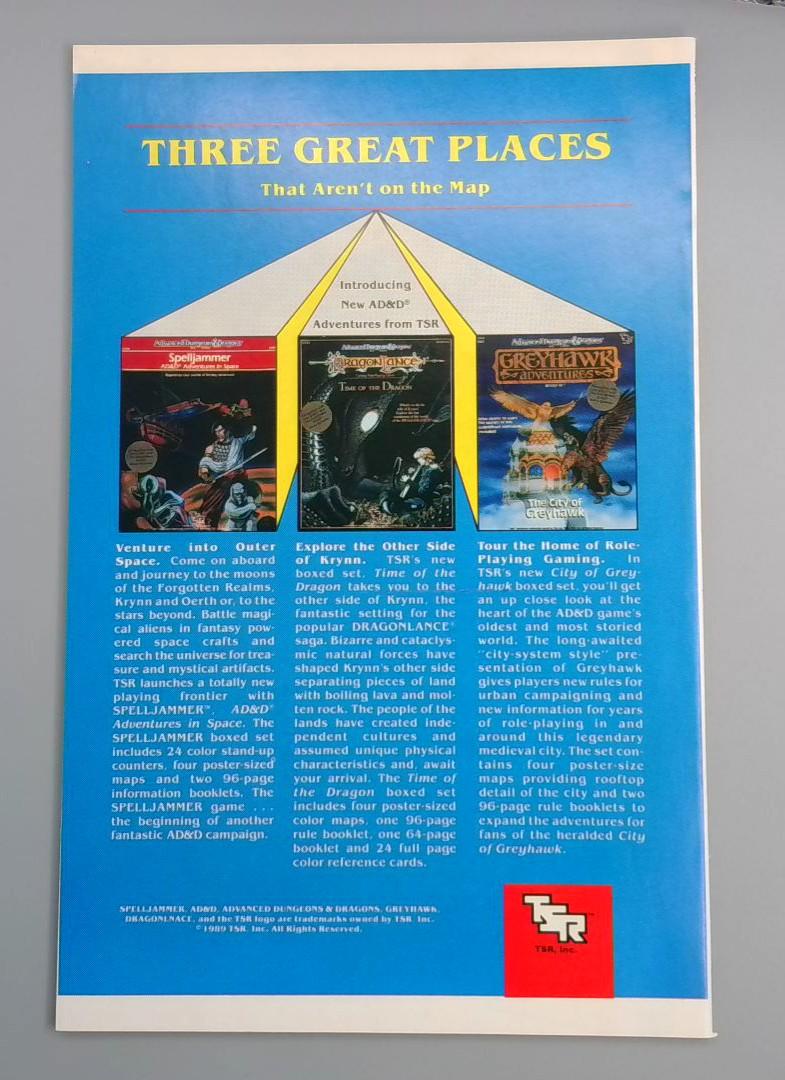 THREE GREAT PLACES
That Aren't on the Map
Introducing
New AD&D®
Adventures from TSR
Advanced Dungeons & Dragons
Spelljammer
AD&D® Adventures in Space
Advanced Dungeons & Dragons
DRAGONLANCE
TIME OF THE DRAGON
Advanced Dungeons & Dragons
GREYHAWK
ADVENTURES
The City of
Greyhawk
Venture into Outer
Space. Come on aboard
and journey to the moons
of the Forgotten Realms,
Krynn and Oerth or, to the
stars beyond. Battle magi-
cal aliens in fantasy pow-
ered space crafts and
search the universe for trea-
sure and mystical artifacts.
TSR launches a totally new
playing frontier with
SPELLJAMMER™, AD&D®
Adventures in Space. The
SPELLJAMMER boxed set
includes 24 color stand-up
counters, four poster-sized
maps and two 96-page
information booklets. The
SPELLJAMMER game . . .
the beginning of another
fantastic AD&D campaign.
Explore the Other Side
of Krynn. TSR's new
boxed set, Time of the
Dragon takes you to the
other side of Krynn, the
fantastic setting for the
popular DRAGONLANCE®
saga. Bizarre and cataclys-
mic natural forces have
shaped Krynn's other side
separating pieces of land
with boiling lava and mol-
ten rock. The people of the
lands have created inde-
pendent cultures and
assumed unique physical
characteristics and, await
your arrival. The Time of
the Dragon boxed set
includes four poster-sized
color maps, one 96-page
rule booklet, one 64-page
booklet and 24 full page
color reference cards.
Tour the Home of Role-
Playing Gaming. In
TSR's new City of Grey-
hawk boxed set, you'll get
an up close look at the
heart of the AD&D game's
oldest and most storied
world. The long-awaited
"city-system style" pre-
sentation of Greyhawk
gives players new rules for
urban campaigning and
new information for years
of role-playing in and
around this legendary
medieval city. The set con-
tains four poster-size
maps providing rooftop
detail of the city and two
96-page rule booklets to
expand the adventures for
fans of the heralded City
of Greyhawk.
SPELLJAMMER, AD&D, ADVANCED DUNGEONS & DRAGONS, GREYHAWK,
DRAGONLNACE, and the TSR logo are trademarks owned by TSR, Inc.
©1989 TSR, Inc. All Rights Reserved.
TSR™
TSR, Inc.